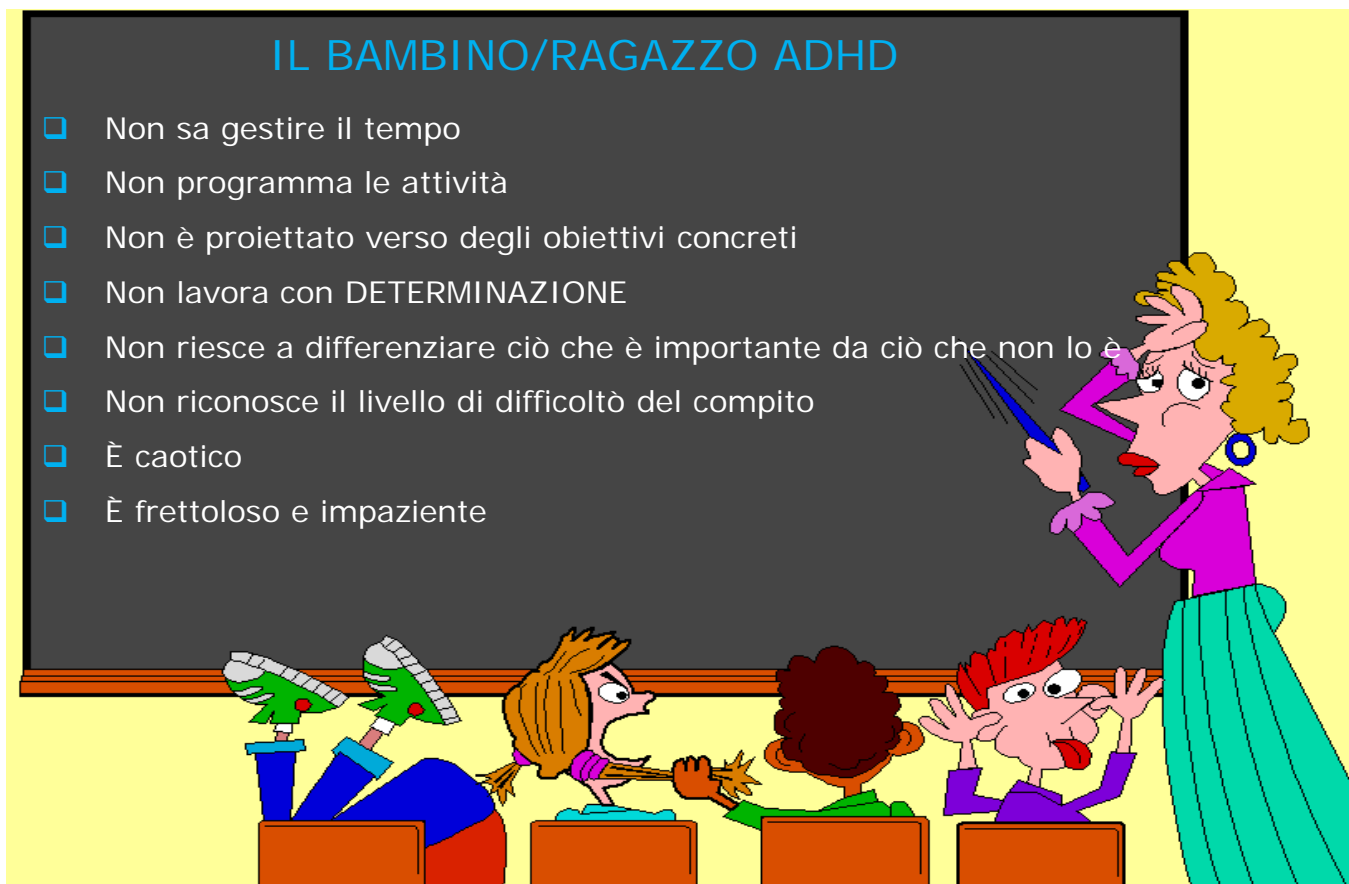 IL BAMBINO/RAGAZZO ADHD
Non sa gestire il tempo
Non programma le attività
Non è proiettato verso degli obiettivi concreti
Non lavora con DETERMINAZIONE
Non riesce a differenziare ciò che è importante da ciò che non lo è
Non riconosce il livello di difficoltò del compito
È caotico
È frettoloso e impaziente